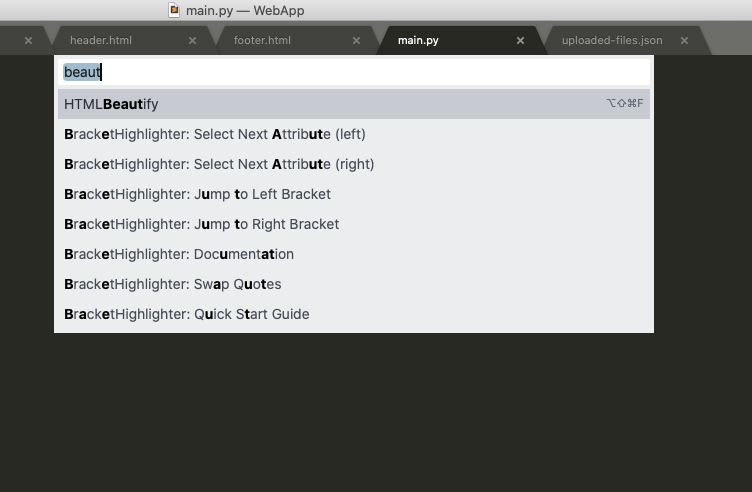 main.py — WebApp
header.html footer.html main.py uploaded-files.json
beaut
HTMLBeautify ⌥⇧⌘F
BracketHighlighter: Select Next Attribute (left)
BracketHighlighter: Select Next Attribute (right)
BracketHighlighter: Jump to Left Bracket
BracketHighlighter: Jump to Right Bracket
BracketHighlighter: Documentation
BracketHighlighter: Swap Quotes
BracketHighlighter: Quick Start Guide